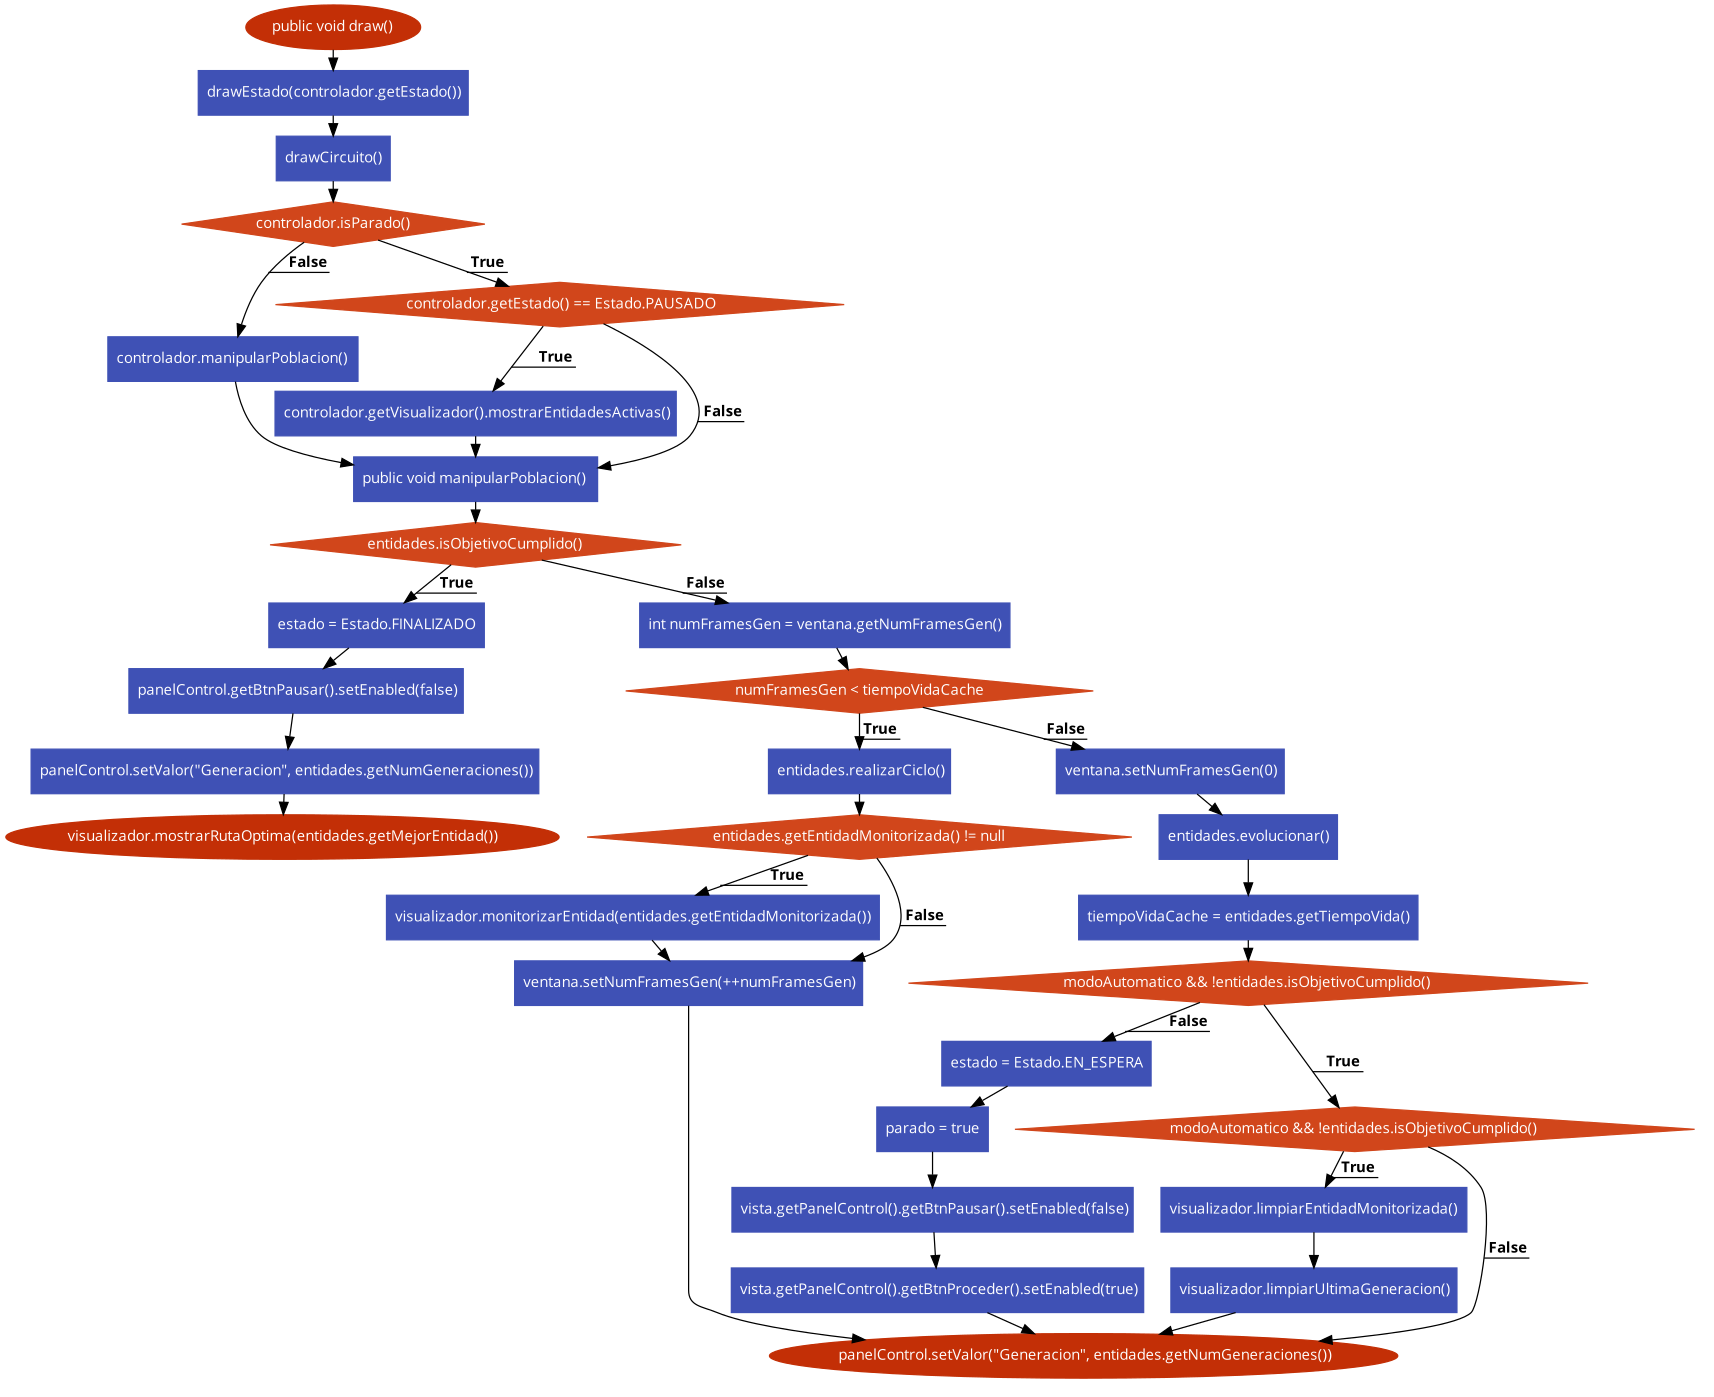 public void draw()
drawEstado(controlador.getEstado())
drawCircuito()
controlador.isParado()
False
True
controlador.getEstado() == Estado.PAUSADO
controlador.manipularPoblacion()
True
controlador.getVisualizador().mostrarEntidadesActivas()
False
public void manipularPoblacion()
entidades.isObjetivoCumplido()
True
False
estado = Estado.FINALIZADO
int numFramesGen = ventana.getNumFramesGen()
panelControl.getBtnPausar().setEnabled(false)
numFramesGen < tiempoVidaCache
True
False
panelControl.setValor("Generacion", entidades.getNumGeneraciones())
entidades.realizarCiclo()
ventana.setNumFramesGen(0)
visualizador.mostrarRutaOptima(entidades.getMejorEntidad())
entidades.getEntidadMonitorizada() != null
entidades.evolucionar()
True
False
visualizador.monitorizarEntidad(entidades.getEntidadMonitorizada())
tiempoVidaCache = entidades.getTiempoVida()
ventana.setNumFramesGen(++numFramesGen)
modoAutomatico && !entidades.isObjetivoCumplido()
False
True
estado = Estado.EN_ESPERA
parado = true
modoAutomatico && !entidades.isObjetivoCumplido()
True
False
vista.getPanelControl().getBtnPausar().setEnabled(false)
visualizador.limpiarEntidadMonitorizada()
vista.getPanelControl().getBtnProceder().setEnabled(true)
visualizador.limpiarUltimaGeneracion()
panelControl.setValor("Generacion", entidades.getNumGeneraciones())